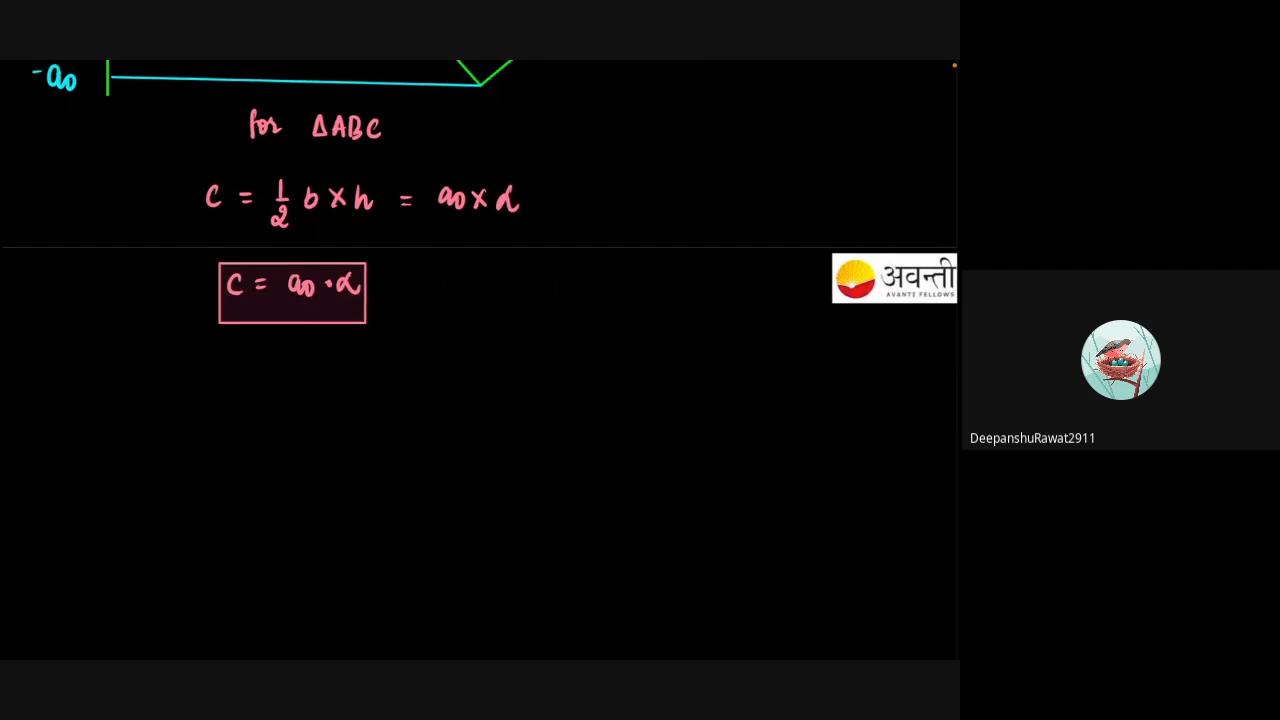 -a₀
for ΔABC
C = 1/2 b × h = a₀ × α
C = a₀ · α
अवन्ती
AVANTI FELLOWS
DeepanshuRawat2911